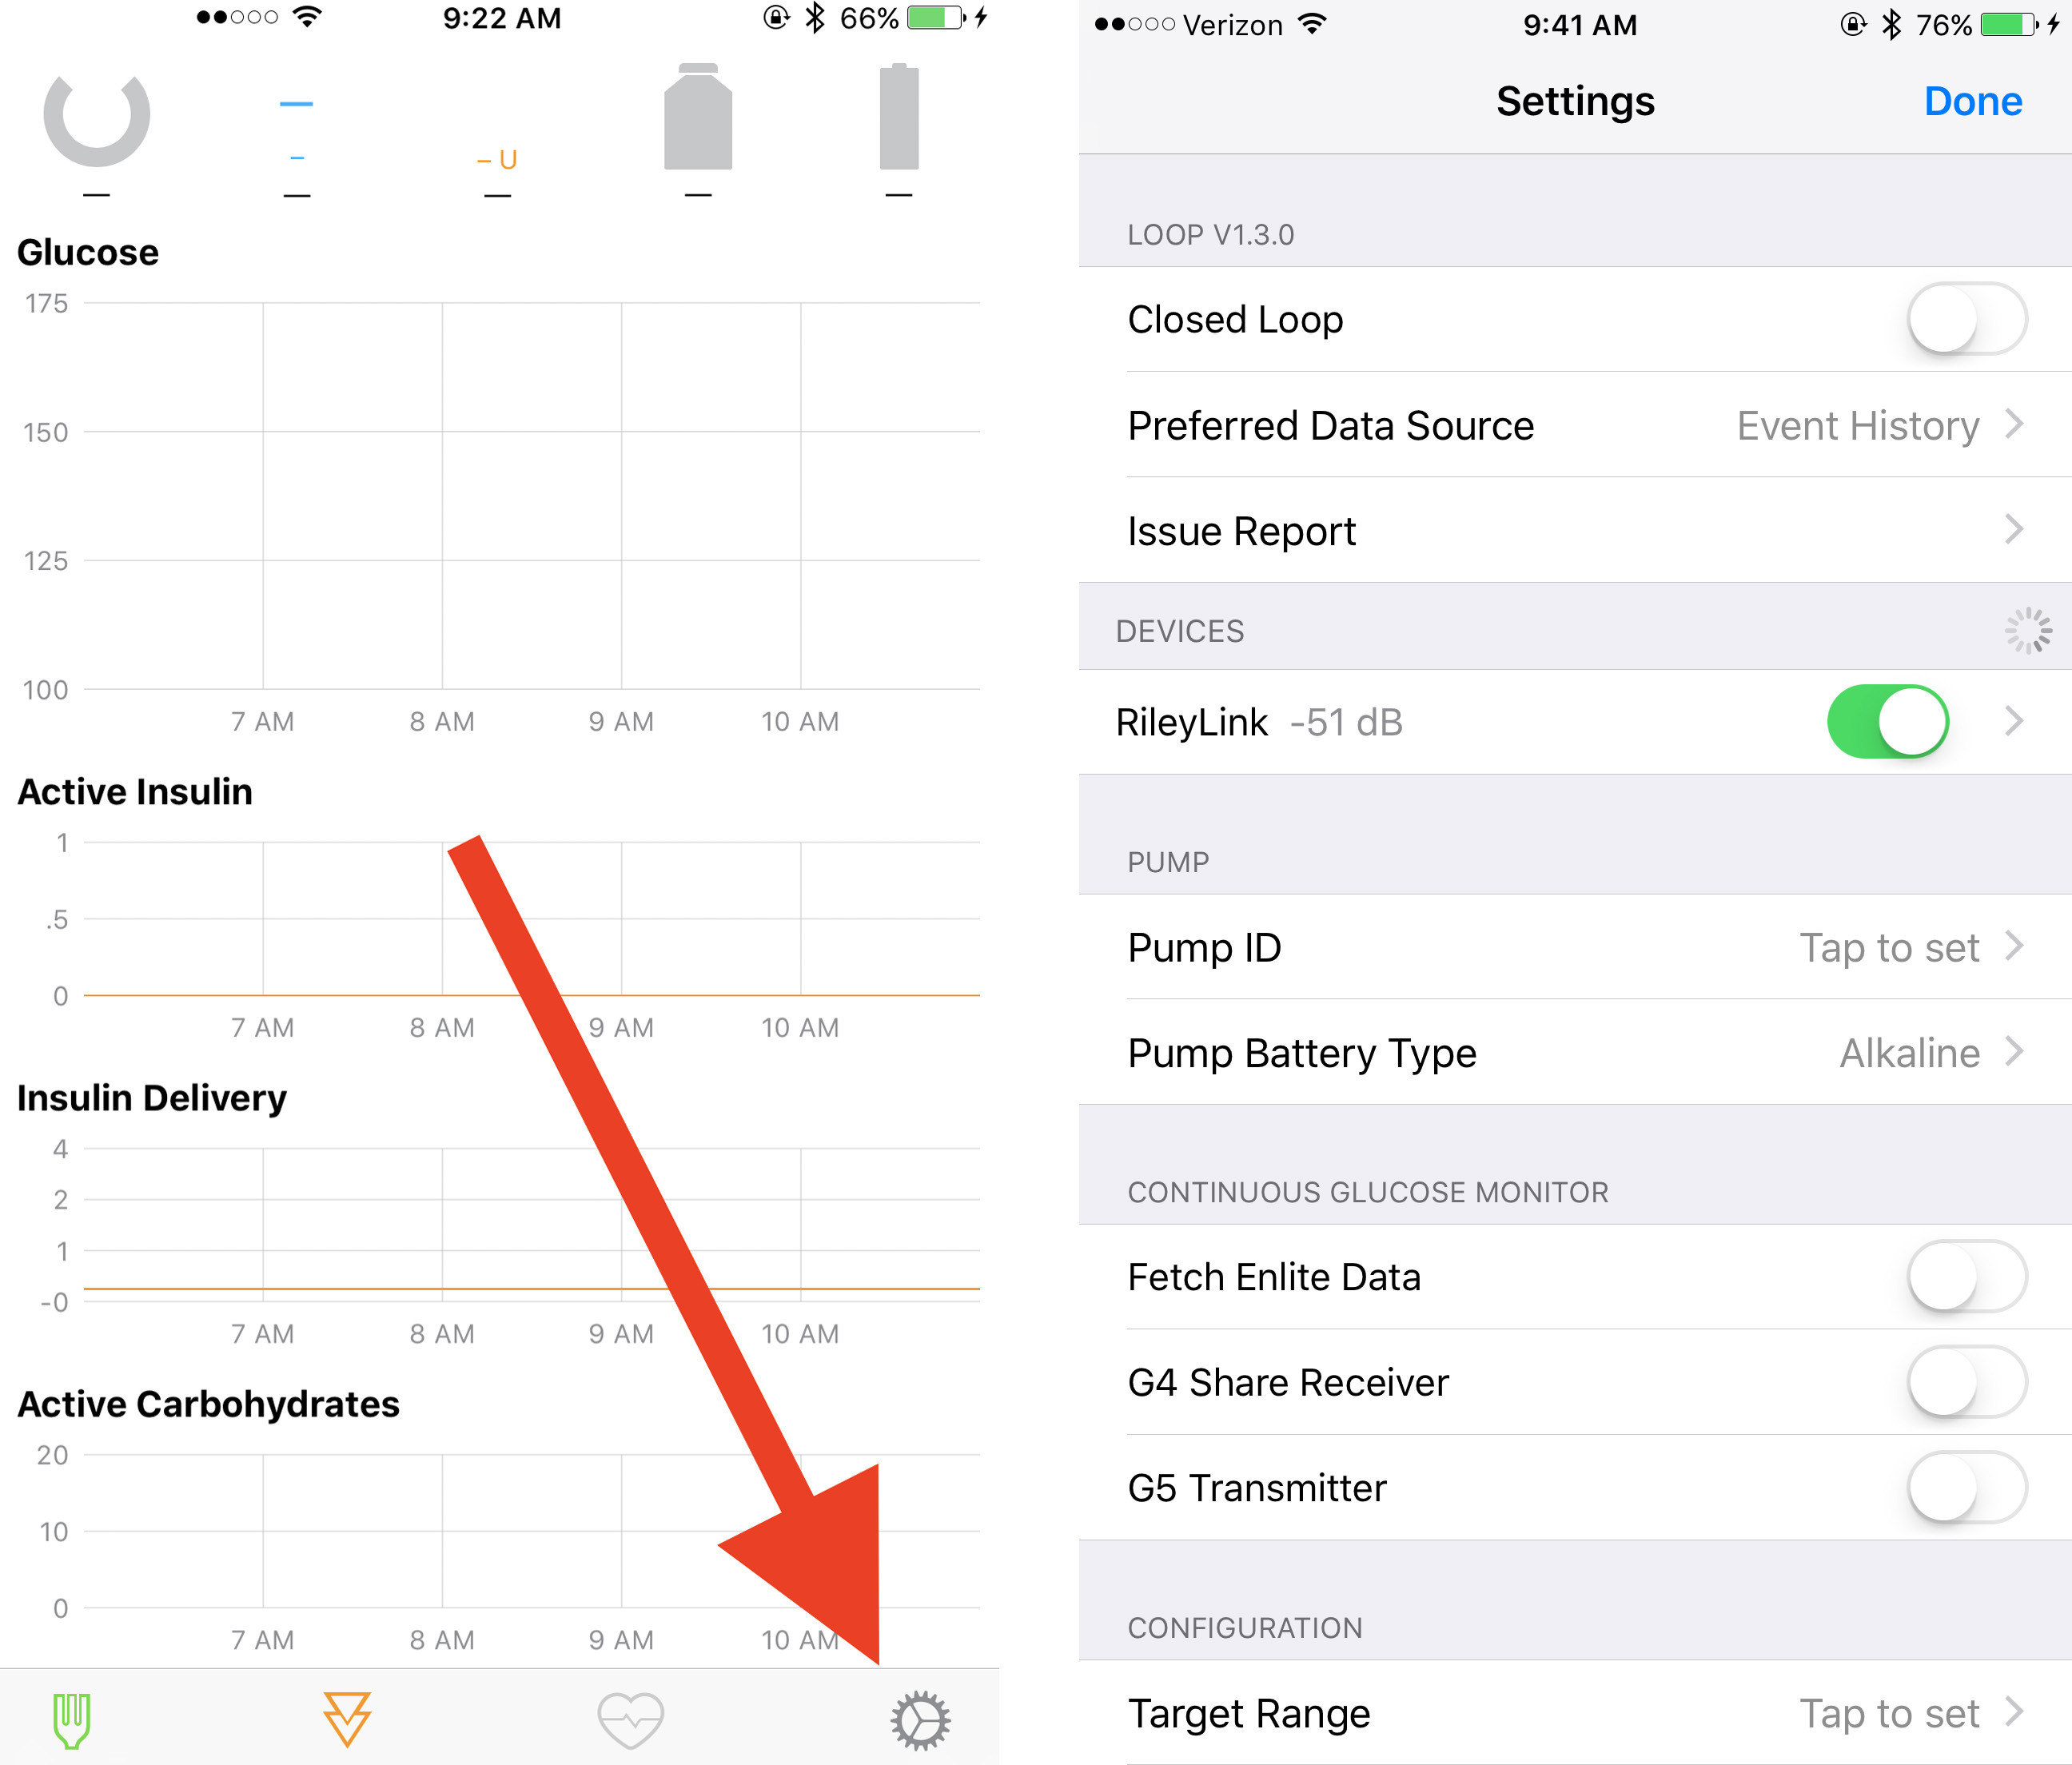 9:22 AM
66%
– U
Glucose
175
150
125
100
7 AM 8 AM 9 AM 10 AM
Active Insulin
1
.5
0
7 AM 8 AM 9 AM 10 AM
Insulin Delivery
4
2
1
-0
7 AM 8 AM 9 AM 10 AM
Active Carbohydrates
20
10
0
7 AM 8 AM 9 AM 10 AM
Verizon 9:41 AM 76%
Settings Done
LOOP V1.3.0
Closed Loop
Preferred Data Source Event History
Issue Report
DEVICES
RileyLink -51 dB
PUMP
Pump ID Tap to set
Pump Battery Type Alkaline
CONTINUOUS GLUCOSE MONITOR
Fetch Enlite Data
G4 Share Receiver
G5 Transmitter
CONFIGURATION
Target Range Tap to set